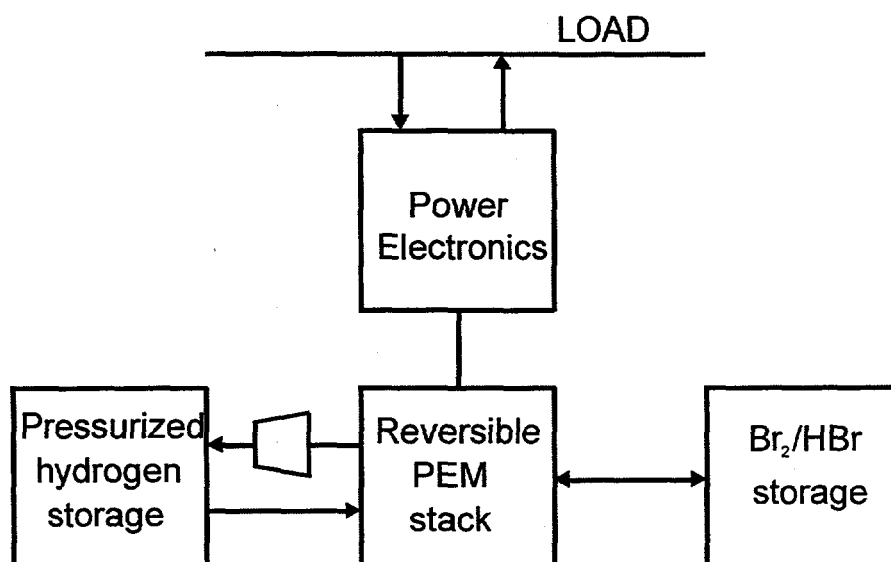 LOAD
Power
Electronics
Pressurized
hydrogen
storage
Reversible
PEM
stack
Br₂/HBr
storage